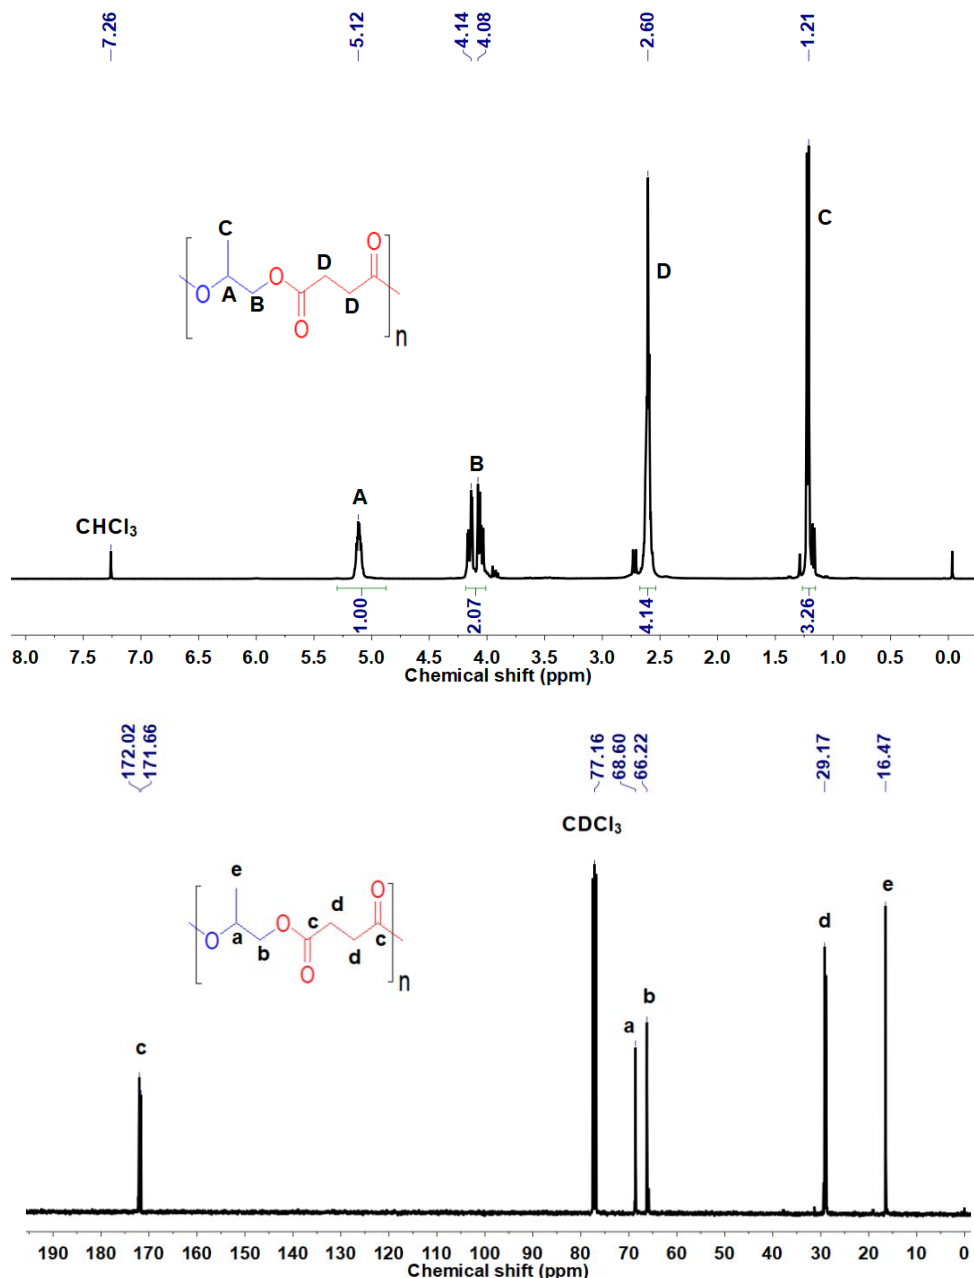 7.26
5.12
4.14
4.08
2.60
1.21
C
O
D
O
A
B
O
D
O
n
C
D
B
A
CHCl₃
1.00
2.07
4.14
3.26
8.0 7.5 7.0 6.5 6.0 5.5 5.0 4.5 4.0 3.5 3.0 2.5 2.0 1.5 1.0 0.5 0.0
Chemical shift (ppm)
172.02
171.66
77.16
68.60
66.22
29.17
16.47
CDCl₃
e
O
d
O
c
a
b
O
d
c
O
n
e
d
b
a
c
190 180 170 160 150 140 130 120 110 100 90 80 70 60 50 40 30 20 10 0
Chemical shift (ppm)